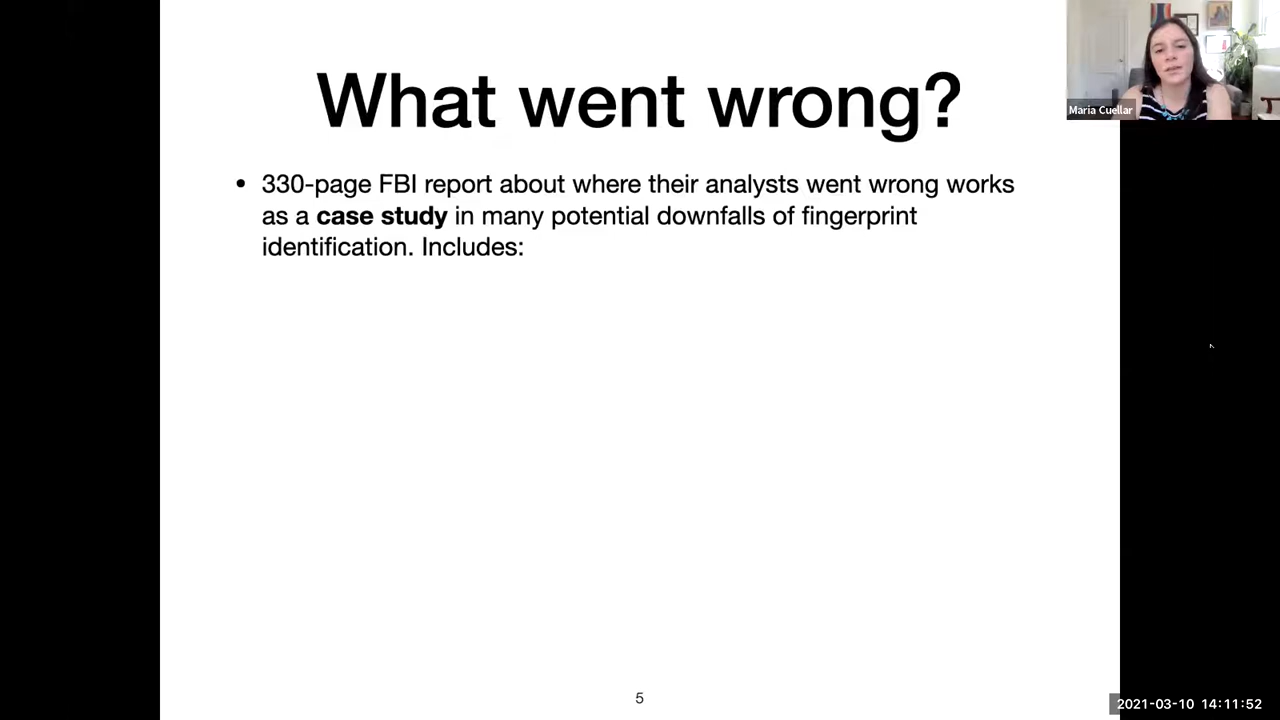 What went wrong?
Maria Cuellar
• 330-page FBI report about where their analysts went wrong works
as a case study in many potential downfalls of fingerprint
identification. Includes:
5
2021-03-10 14:11:52